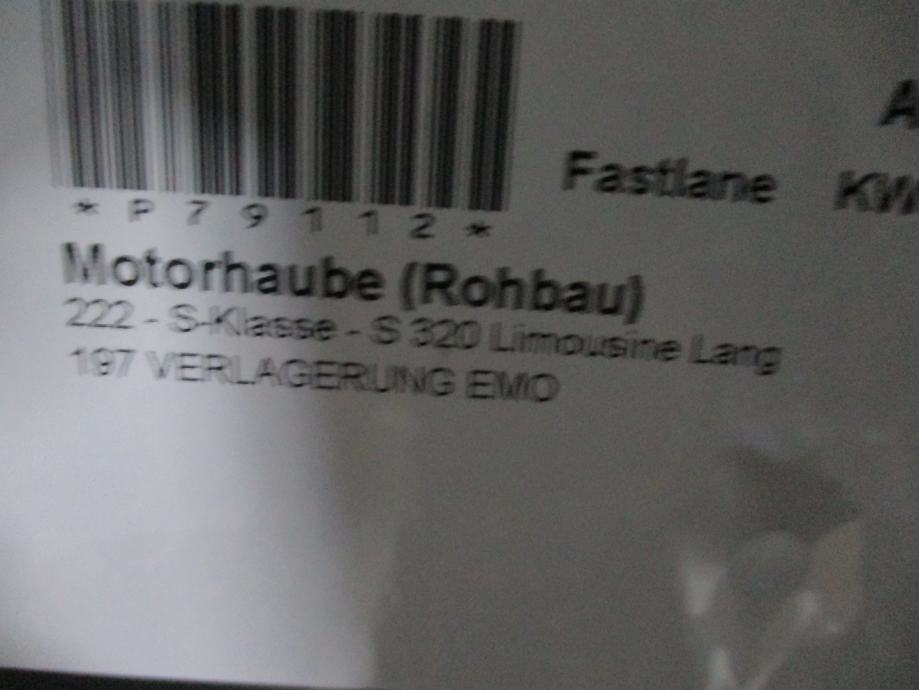 Fastlane
*P79112*
Motorhaube (Rohbau)
222 - S-Klasse - S 320 Limousine Lang
197 VERLAGERUNG EMO